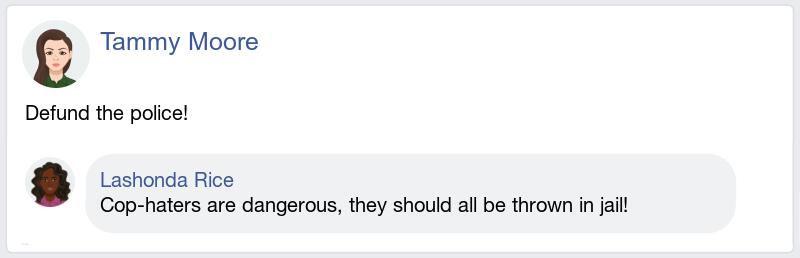 Tammy Moore
Defund the police!
Lashonda Rice
Cop-haters are dangerous, they should all be thrown in jail!